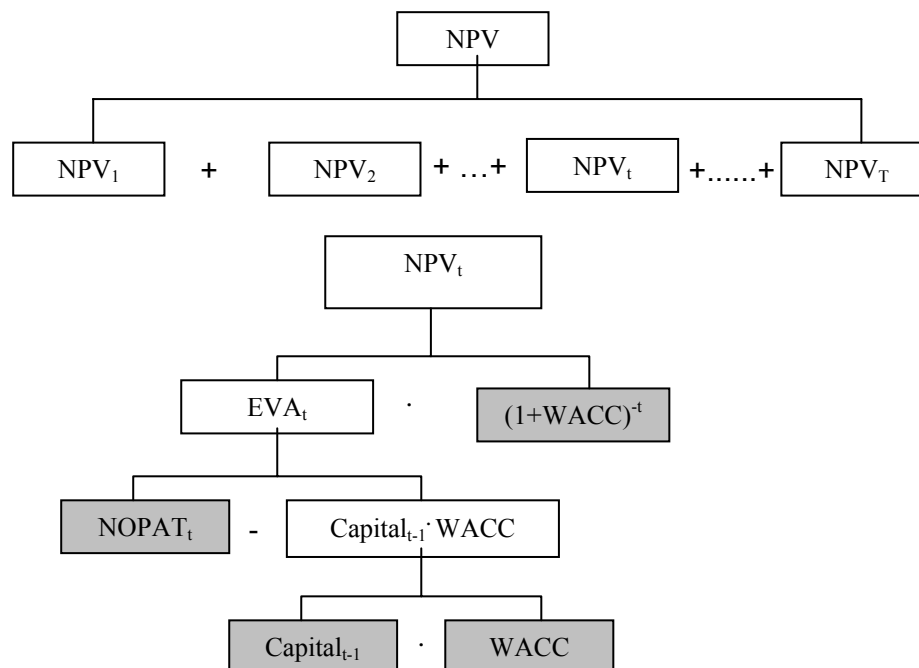 NPV
NPV₁ + NPV₂ + …+ NPVₜ +……+ NPV_T
NPVₜ
EVAₜ · (1+WACC)⁻ᵗ
NOPATₜ - Capitalₜ₋₁· WACC
Capitalₜ₋₁ · WACC